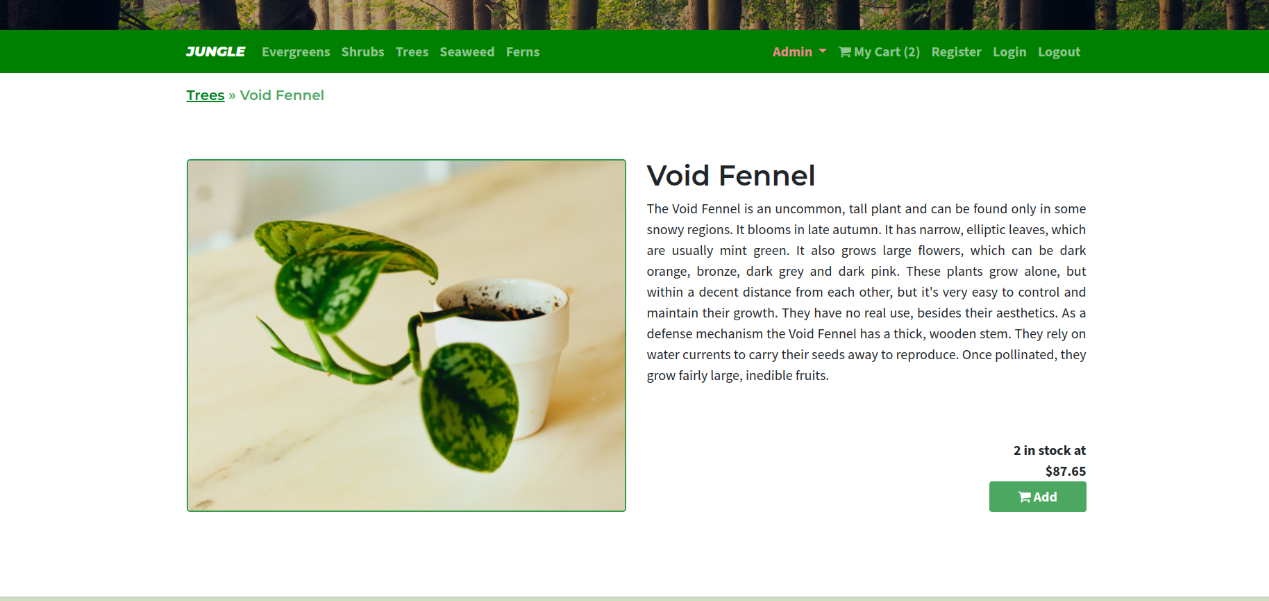 JUNGLE Evergreens Shrubs Trees Seaweed Ferns Admin My Cart (2) Register Login Logout
Trees » Void Fennel
Void Fennel
The Void Fennel is an uncommon, tall plant and can be found only in some
snowy regions. It blooms in late autumn. It has narrow, elliptic leaves, which
are usually mint green. It also grows large flowers, which can be dark
orange, bronze, dark grey and dark pink. These plants grow alone, but
within a decent distance from each other, but it's very easy to control and
maintain their growth. They have no real use, besides their aesthetics. As a
defense mechanism the Void Fennel has a thick, wooden stem. They rely on
water currents to carry their seeds away to reproduce. Once pollinated, they
grow fairly large, inedible fruits.
2 in stock at
$87.65
Add